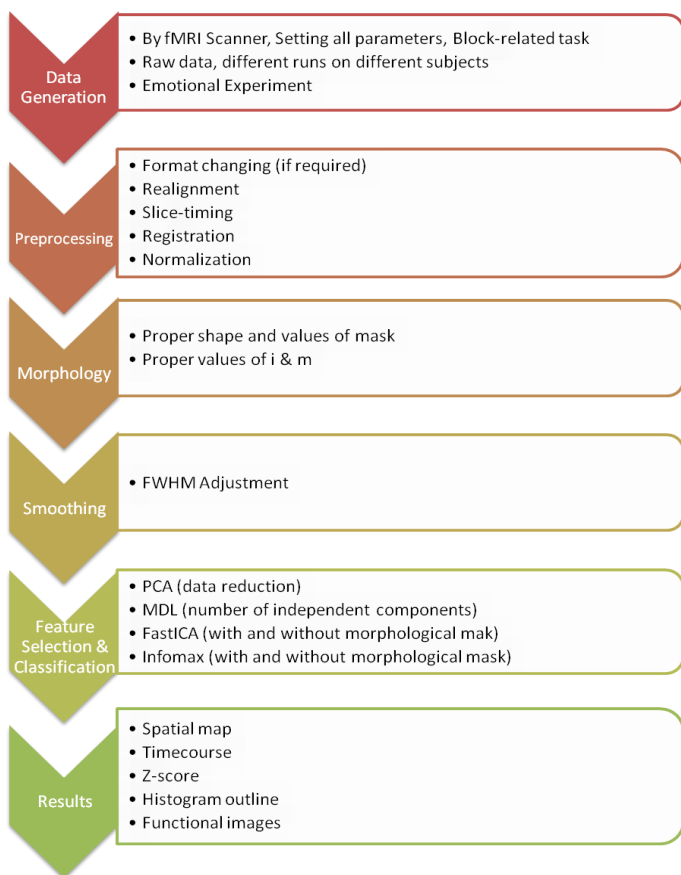 Data
Generation
• By fMRI Scanner, Setting all parameters, Block-related task
• Raw data, different runs on different subjects
• Emotional Experiment
Preprocessing
• Format changing (if required)
• Realignment
• Slice-timing
• Registration
• Normalization
Morphology
• Proper shape and values of mask
• Proper values of i & m
Smoothing
• FWHM Adjustment
Feature
Selection &
Classification
• PCA (data reduction)
• MDL (number of independent components)
• FastICA (with and without morphological mak)
• Infomax (with and without morphological mask)
Results
• Spatial map
• Timecourse
• Z-score
• Histogram outline
• Functional images